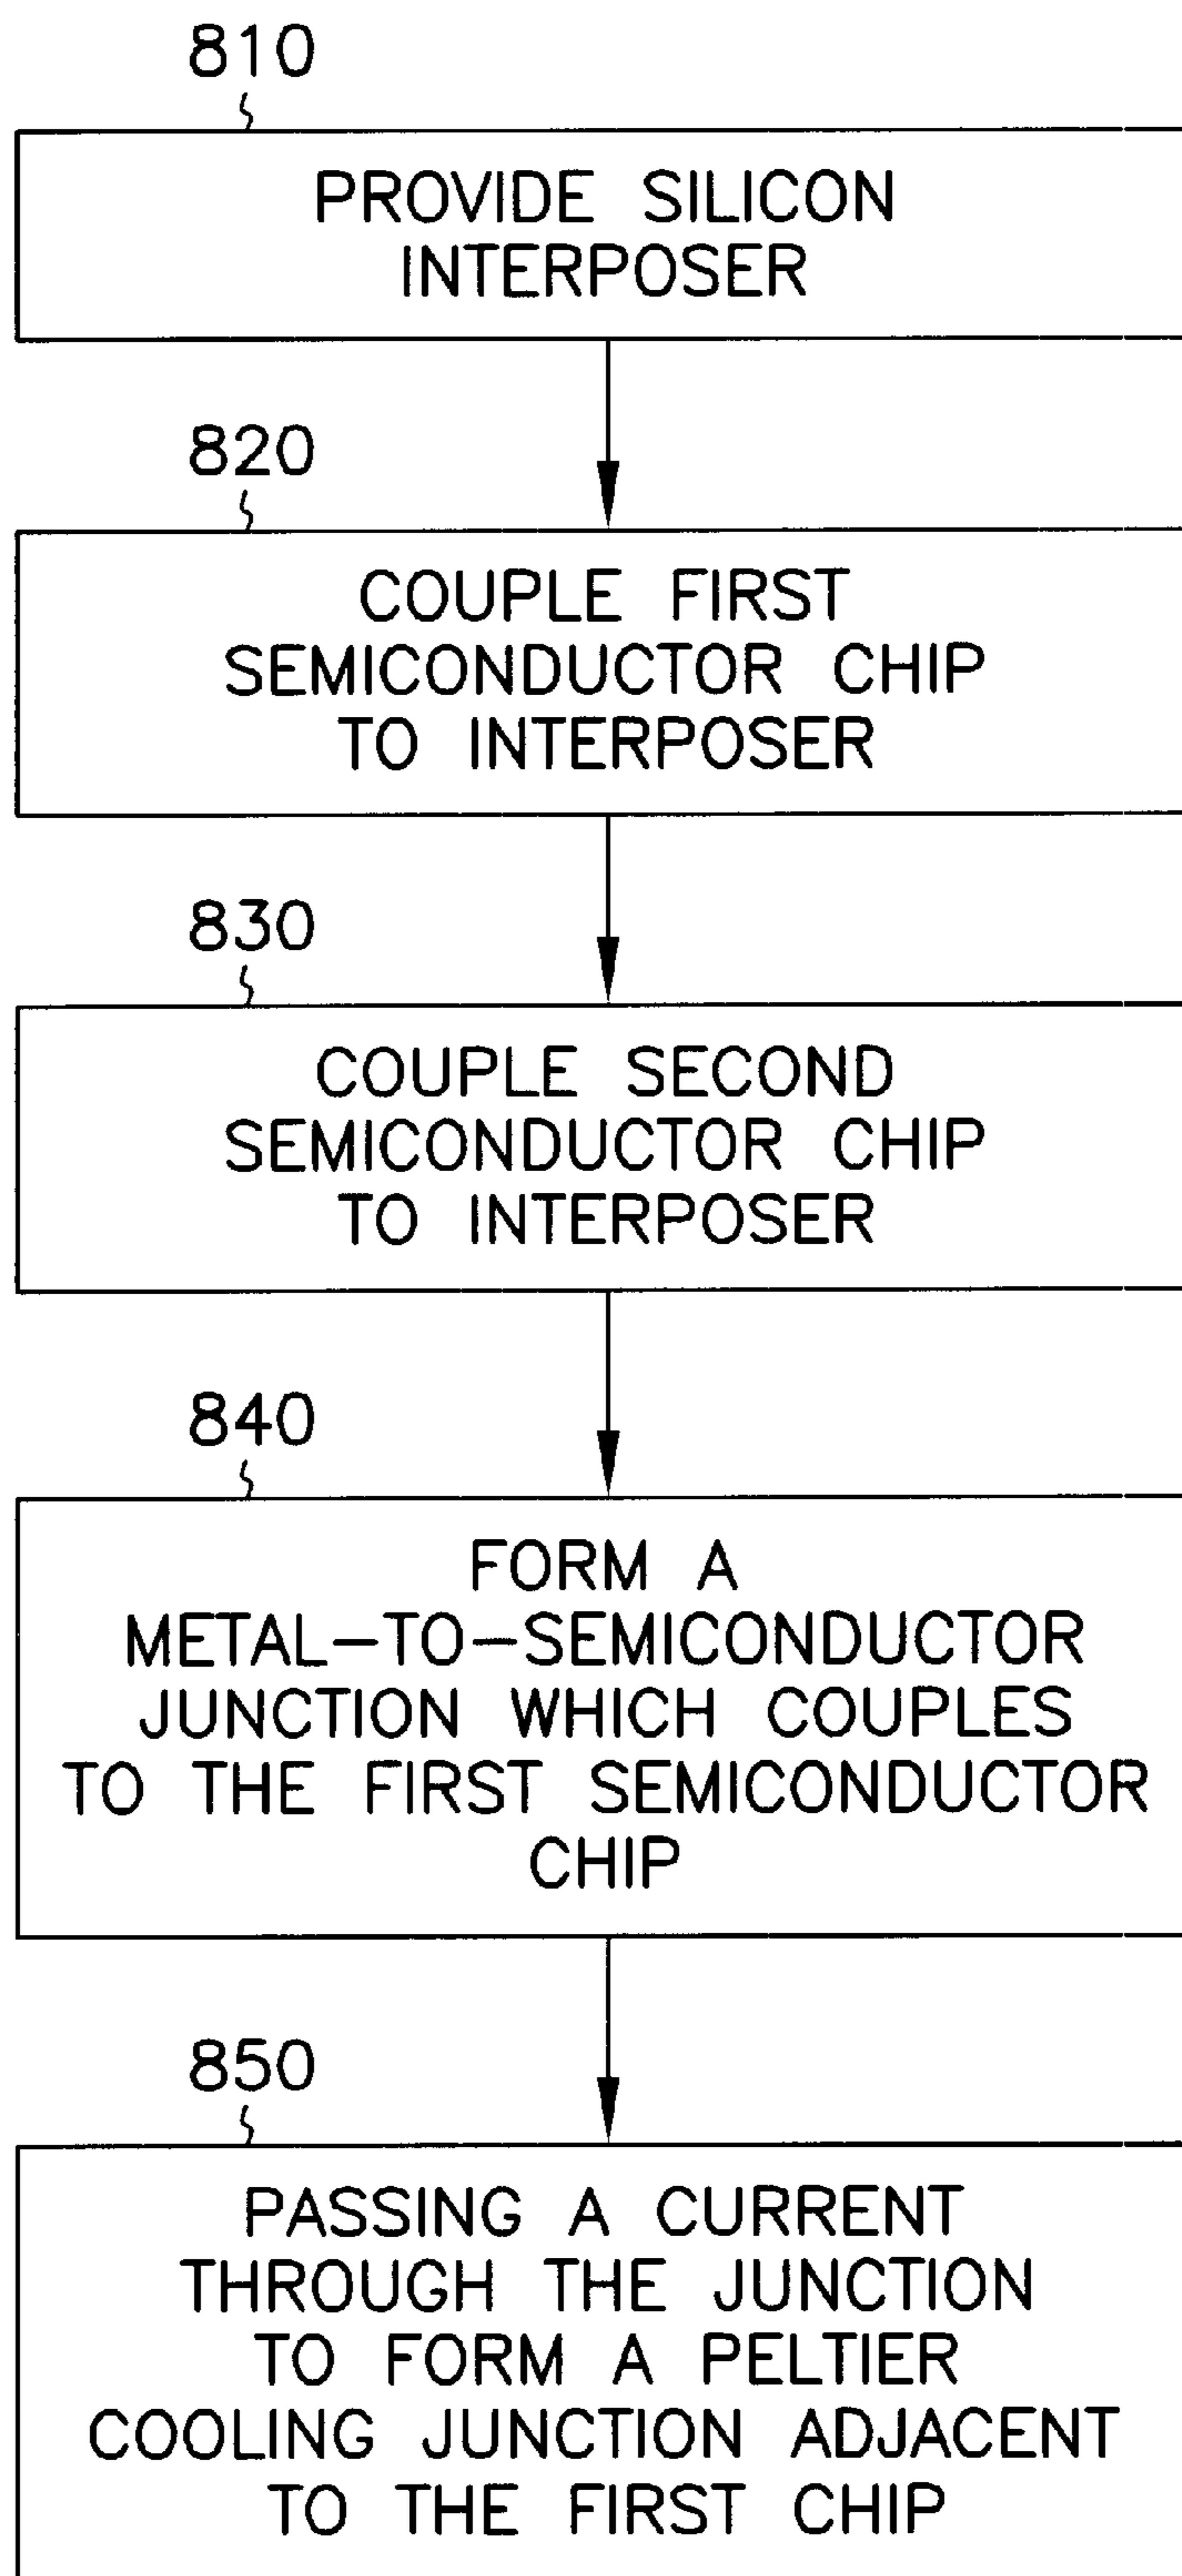 810
PROVIDE SILICON
INTERPOSER
820
COUPLE FIRST
SEMICONDUCTOR CHIP
TO INTERPOSER
830
COUPLE SECOND
SEMICONDUCTOR CHIP
TO INTERPOSER
840
FORM A
METAL-TO-SEMICONDUCTOR
JUNCTION WHICH COUPLES
TO THE FIRST SEMICONDUCTOR
CHIP
850
PASSING A CURRENT
THROUGH THE JUNCTION
TO FORM A PELTIER
COOLING JUNCTION ADJACENT
TO THE FIRST CHIP